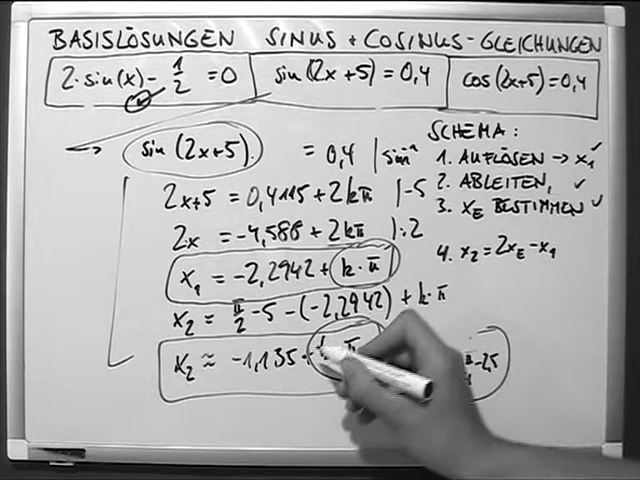 BASISLÖSUNGEN SINUS + COSINUS-GLEICHUNGEN
2·sin(x) - 1/2 = 0
sin(2x+5) = 0,4
cos(2x+5) = 0,4
sin(2x+5) = 0,4 | sin⁻¹
2x+5 = 0,4115 + 2kπ |-5
2x = -4,588 + 2kπ |:2
x₁ = -2,2942 + k·π
x₂ = π/2 - 5 - (-2,2942) + k·π
x₂ ≈ -1,135 + k·π
SCHEMA:
1. AUFLÖSEN → x₁ ✓
2. ABLEITEN, ✓
3. x_E BESTIMMEN ✓
4. x₂ = 2x_E - x₁
-2,5